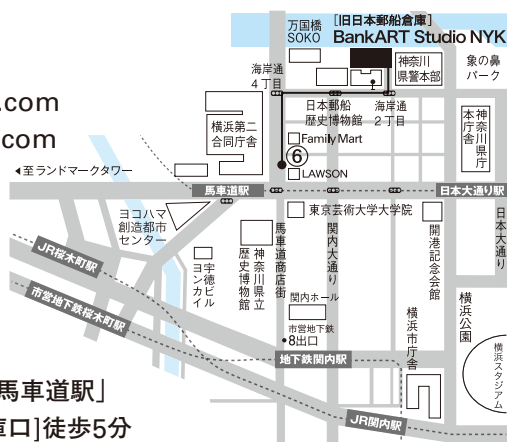 [旧日本郵船倉庫]
BankART Studio NYK
万国橋
SOKO
神奈川
県警本部
象の鼻
パーク
海岸通
4丁目
日本郵船
歴史博物館
海岸通
2丁目
.com
com
横浜第二
合同庁舎
FamilyMart
神奈川県庁
本庁舎
⑥
LAWSON
◀至ランドマークタワー
馬車道駅
日本大通り駅
ヨコハマ
創造都市
センター
東京芸術大学大学院
神奈川県立
歴史博物館
馬車道商店街
関内大通り
開港記念会館
日本大通り
宇徳ビル
ヨンカイ
JR桜木町駅
市営地下鉄桜木町駅
関内ホール
市営地下鉄
8出口
地下鉄関内駅
横浜市庁舎
横浜公園
横浜スタジアム
JR関内駅
馬車道駅」
口]徒歩5分